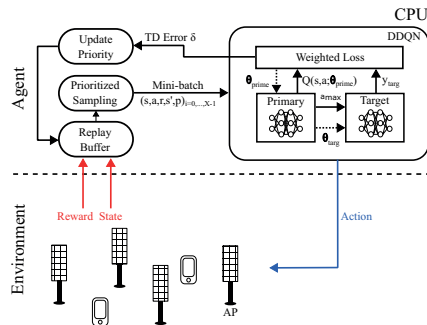 CPU
DDQN
Update
Priority
TD Error δ
Weighted Loss
θprime
Q(s,a;θprime)
ytarg
Prioritized
Sampling
Mini-batch
(s,a,r,s',p)i=0,...,X-1
Primary
amax
Target
θtarg
Replay
Buffer
Agent
Reward
State
Action
Environment
AP